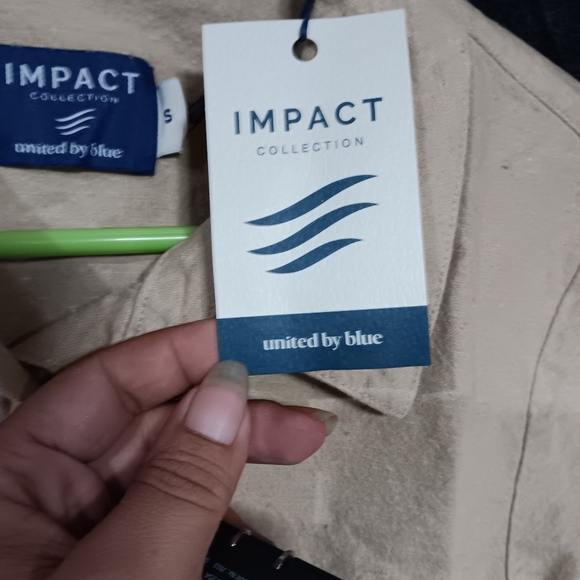 IMPACT
COLLECTION
united by blue
S
IMPACT
COLLECTION
united by blue